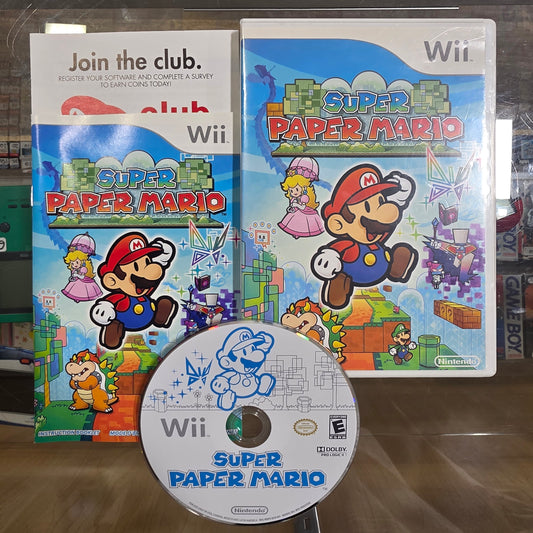 Join the club.
REGISTER YOUR SOFTWARE AND COMPLETE A SURVEY
TO EARN COINS TODAY!
club
Wii
SUPER
PAPER MARIO
INSTRUCTION BOOKLET
Wii
SUPER
PAPER MARIO
Nintendo
GAME BOY
Wii
E
DOLBY
PRO LOGIC II
SUPER
PAPER MARIO
Nintendo